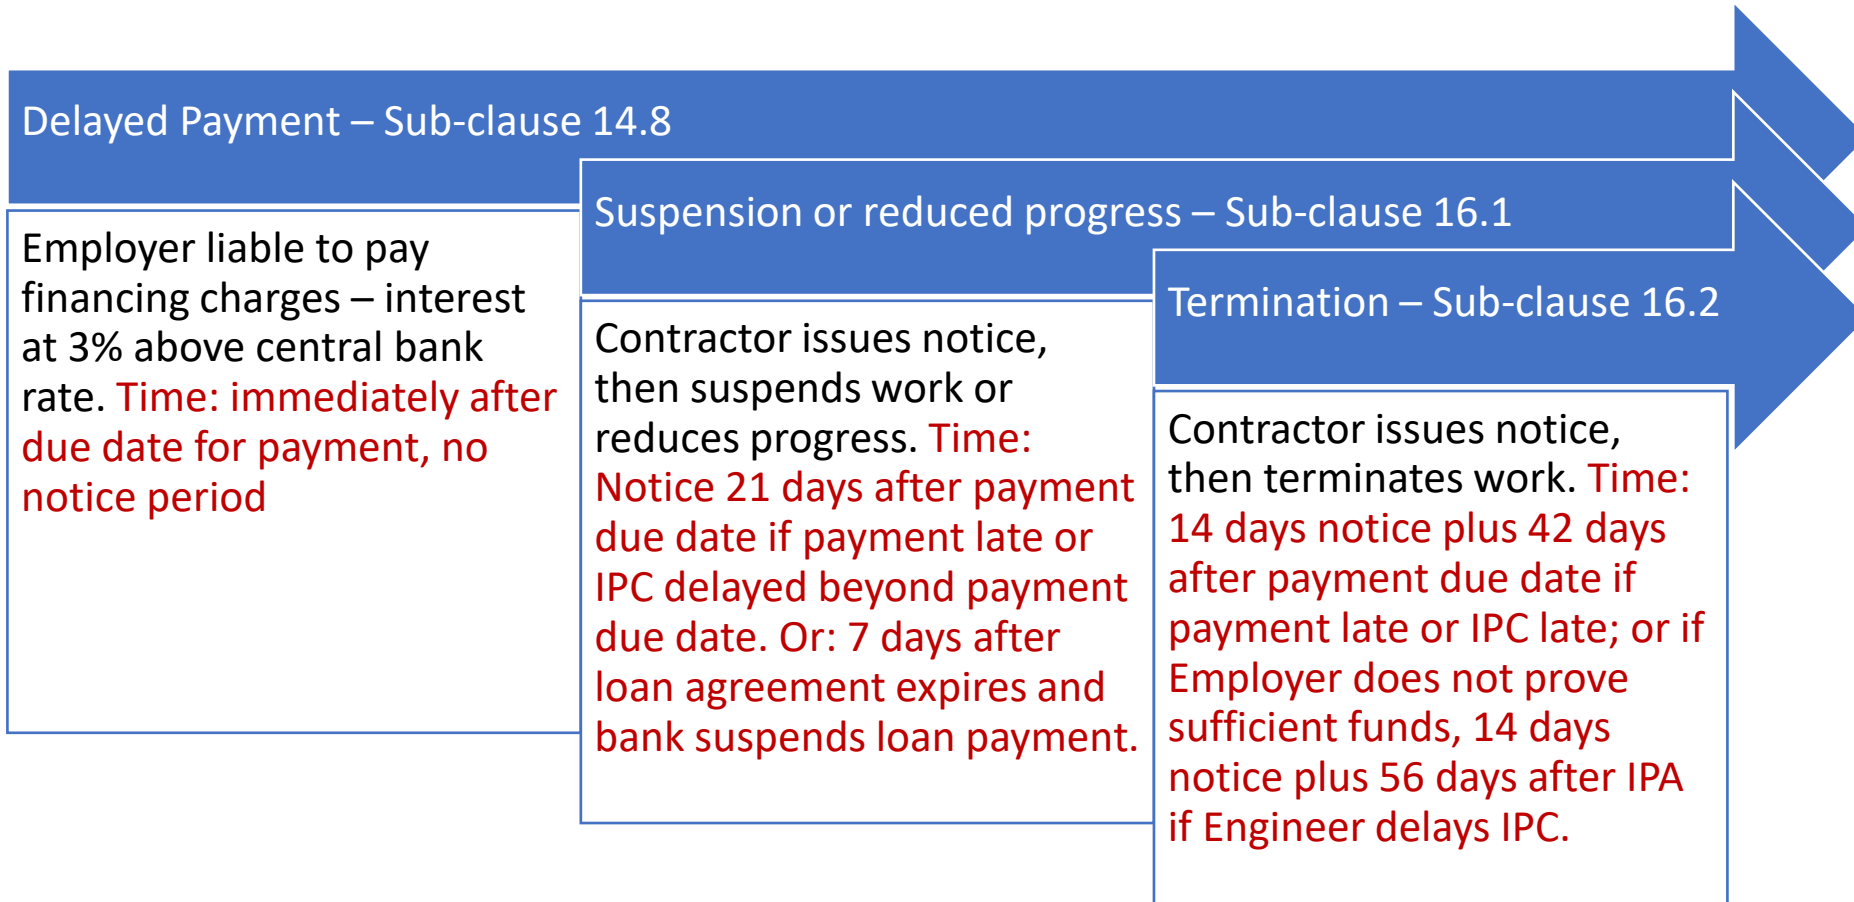 Delayed Payment – Sub-clause 14.8
Employer liable to pay
financing charges – interest
at 3% above central bank
rate. Time: immediately after
due date for payment, no
notice period
Suspension or reduced progress – Sub-clause 16.1
Contractor issues notice,
then suspends work or
reduces progress. Time:
Notice 21 days after payment
due date if payment late or
IPC delayed beyond payment
due date. Or: 7 days after
loan agreement expires and
bank suspends loan payment.
Termination – Sub-clause 16.2
Contractor issues notice,
then terminates work. Time:
14 days notice plus 42 days
after payment due date if
payment late or IPC late; or if
Employer does not prove
sufficient funds, 14 days
notice plus 56 days after IPA
if Engineer delays IPC.